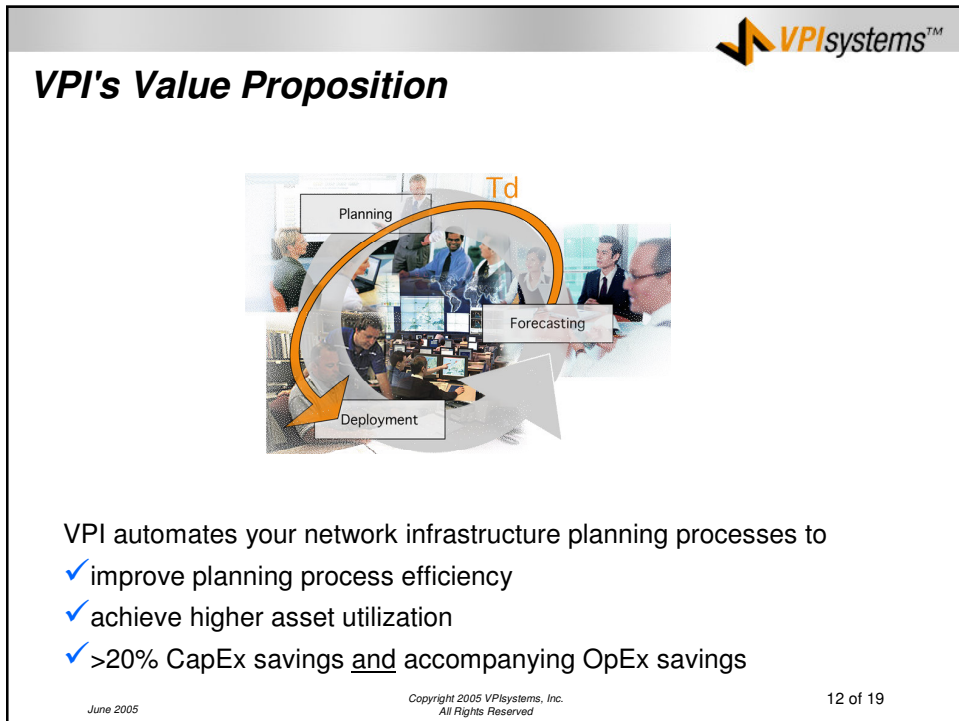 VPIsystems™
VPI's Value Proposition
Td
Planning
Forecasting
Deployment
VPI automates your network infrastructure planning processes to
✓improve planning process efficiency
✓achieve higher asset utilization
✓>20% CapEx savings and accompanying OpEx savings
June 2005
Copyright 2005 VPIsystems, Inc.
All Rights Reserved
12 of 19